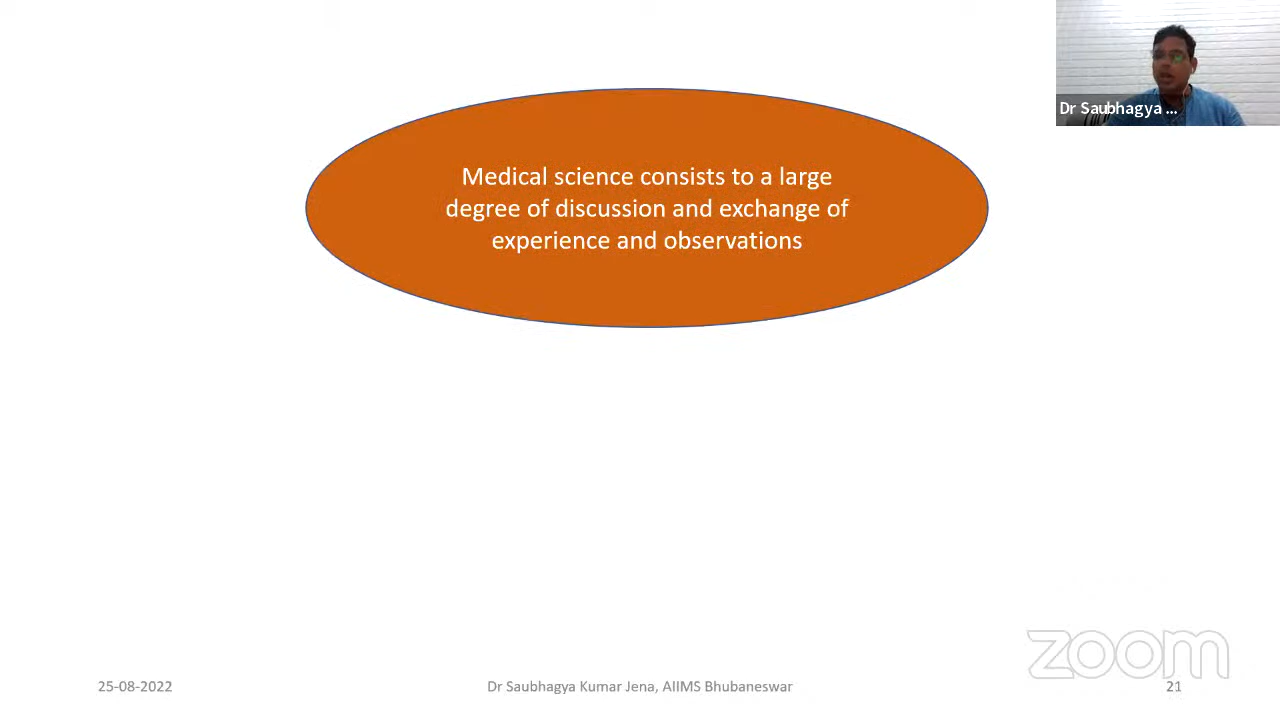 Dr Saubhagya ...
Medical science consists to a large
degree of discussion and exchange of
experience and observations
zoom
25-08-2022
Dr Saubhagya Kumar Jena, AIIMS Bhubaneswar
21